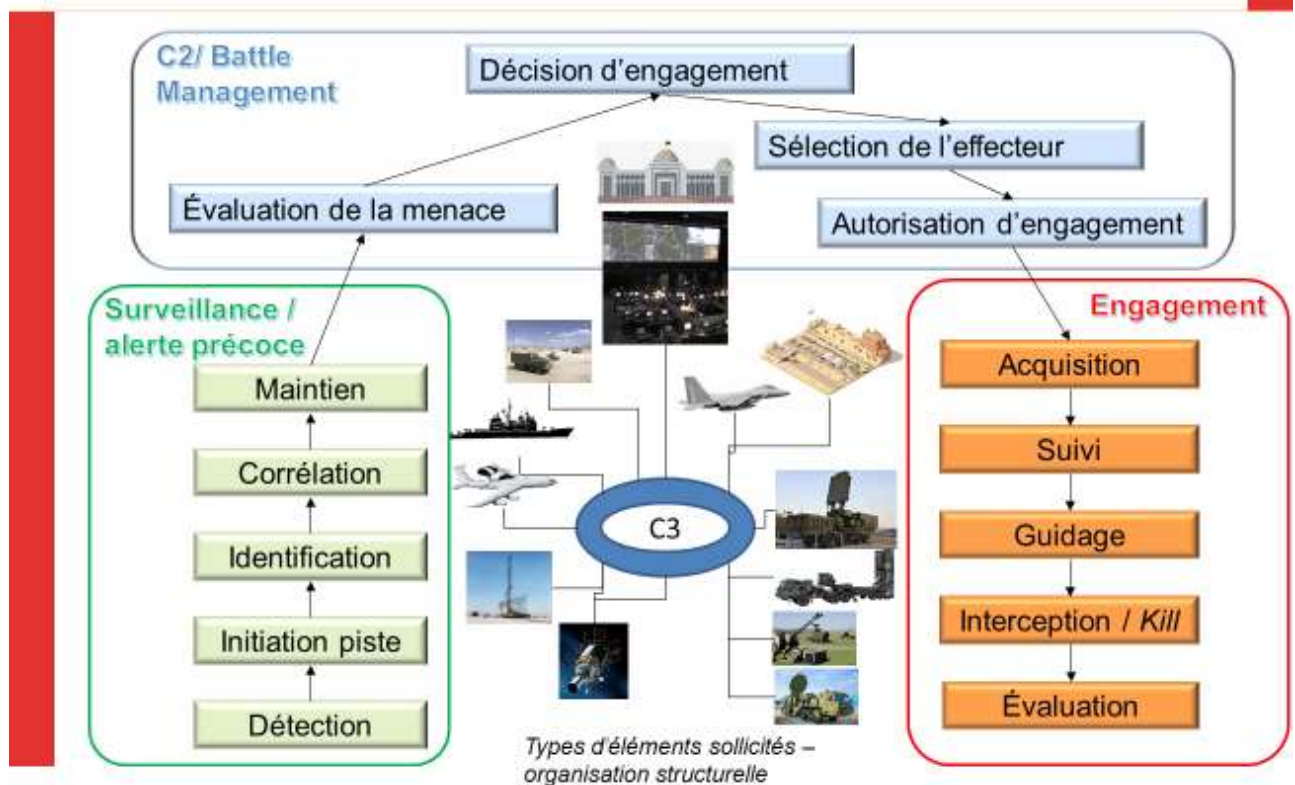 C2/ Battle
Management
Décision d'engagement
Sélection de l'effecteur
Évaluation de la menace
Autorisation d'engagement
Surveillance /
alerte précoce
Maintien
Corrélation
Identification
Initiation piste
Détection
C3
Types d'éléments sollicités –
organisation structurelle
Engagement
Acquisition
Suivi
Guidage
Interception / Kill
Évaluation